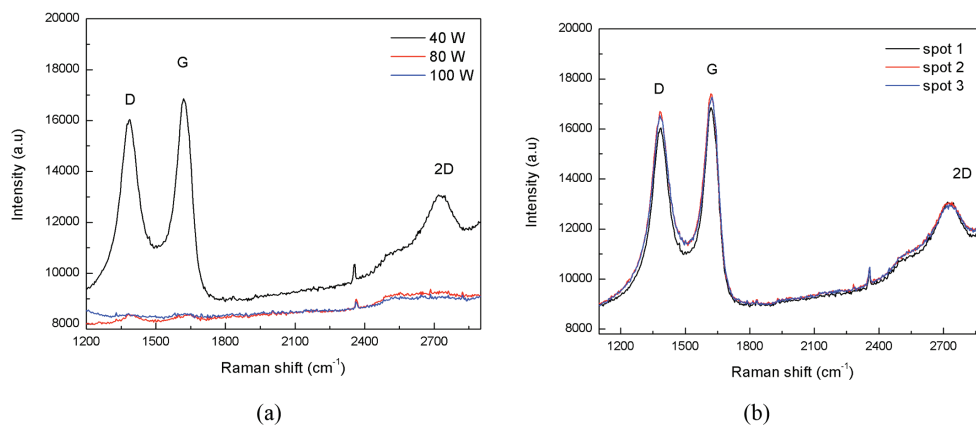 20000
18000
16000
14000
12000
10000
8000
Intensity (a.u)
D
G
2D
40 W
80 W
100 W
1200 1500 1800 2100 2400 2700
Raman shift (cm-1)
(a)
20000
18000
16000
14000
12000
10000
8000
Intensity (a.u)
D
G
2D
spot 1
spot 2
spot 3
1200 1500 1800 2100 2400 2700
Raman shift (cm-1)
(b)